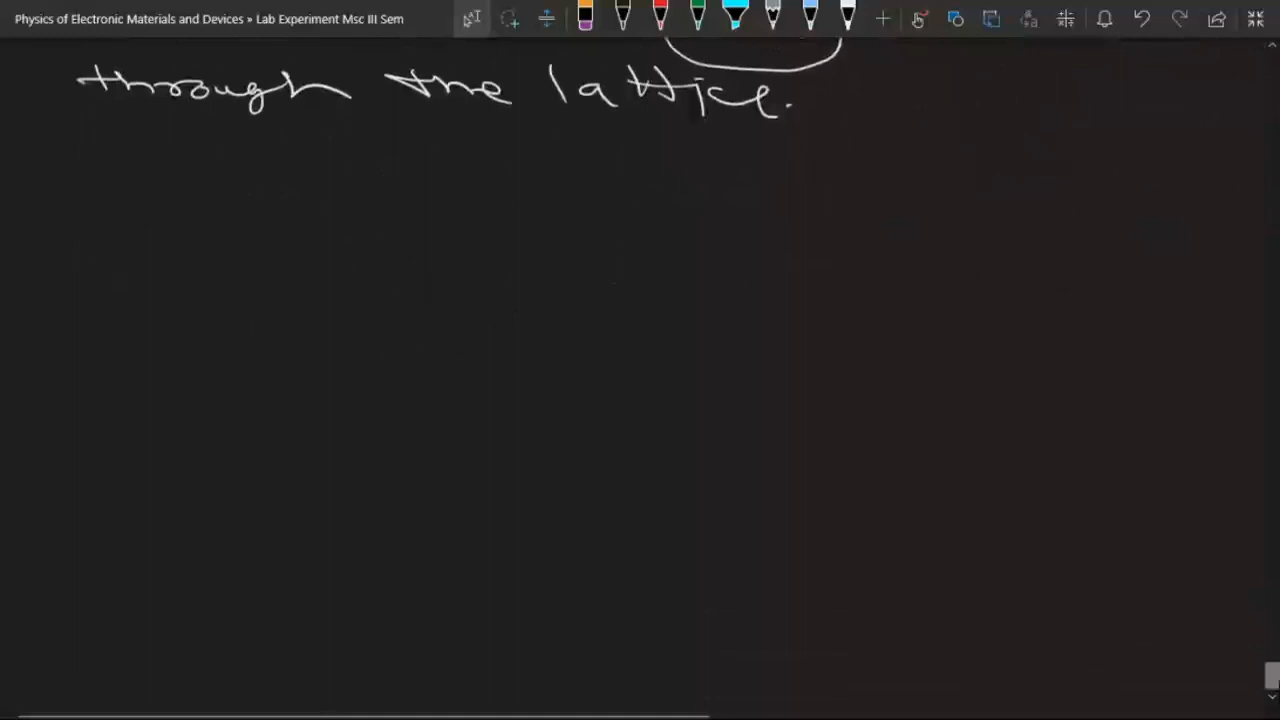 Physics of Electronic Materials and Devices » Lab Experiment Msc III Sem
through the lattice.